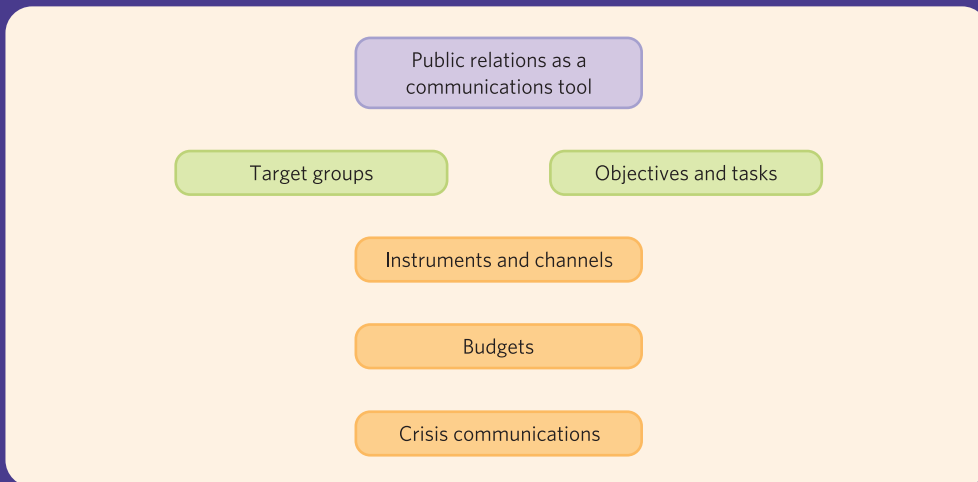 Public relations as a
communications tool
Target groups
Objectives and tasks
Instruments and channels
Budgets
Crisis communications